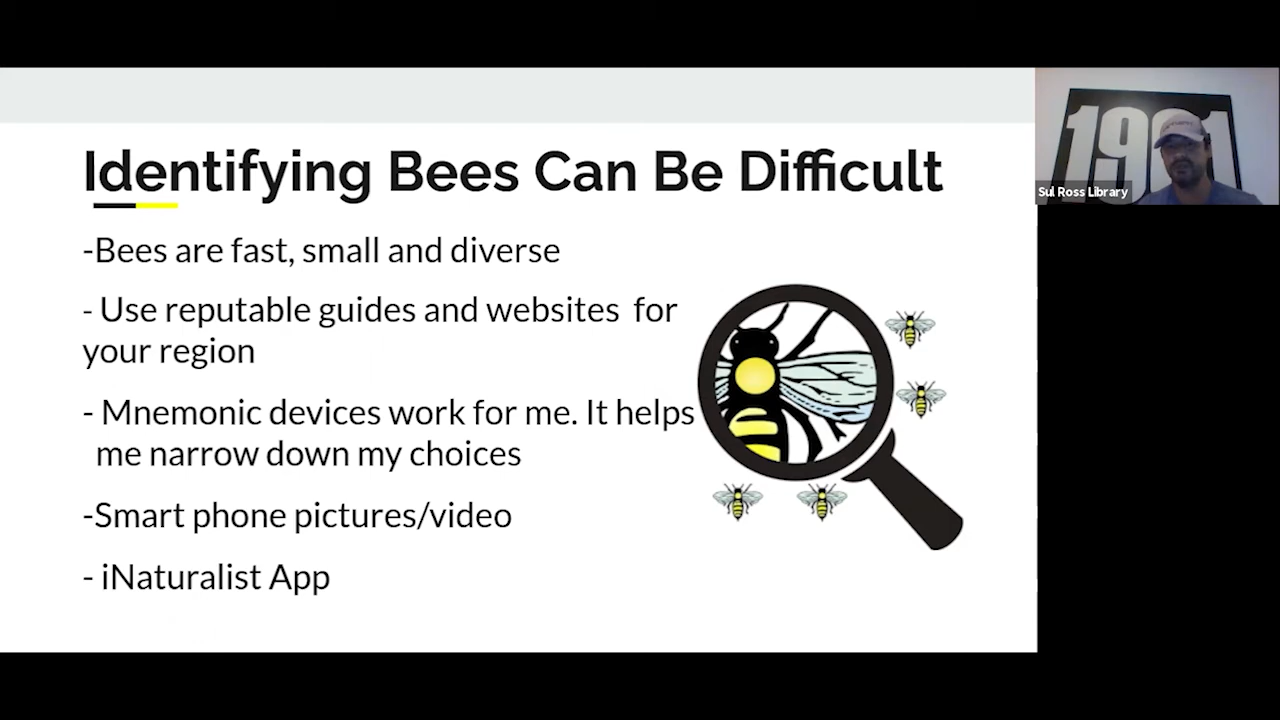 Identifying Bees Can Be Difficult
-Bees are fast, small and diverse
- Use reputable guides and websites  for
your region
- Mnemonic devices work for me. It helps
me narrow down my choices
-Smart phone pictures/video
- iNaturalist App
Sul Ross Library